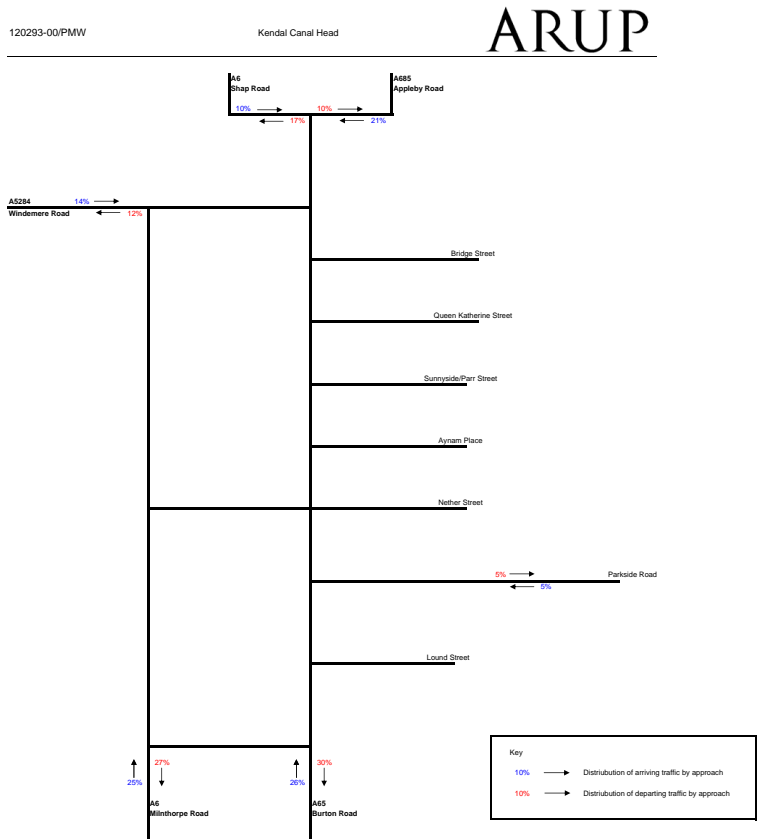 120293-00/PMW
Kendal Canal Head
ARUP
A6
Shap Road
A685
Appleby Road
10%
10%
17%
21%
A5284
14%
Windemere Road
12%
Bridge Street
Queen Katherine Street
Sunnyside/Parr Street
Aynam Place
Nether Street
5%
Parkside Road
5%
Lound Street
27%
25%
30%
26%
A6
Milnthorpe Road
A65
Burton Road
Key
10%
Distriubution of arriving traffic by approach
10%
Distriubution of departing traffic by approach